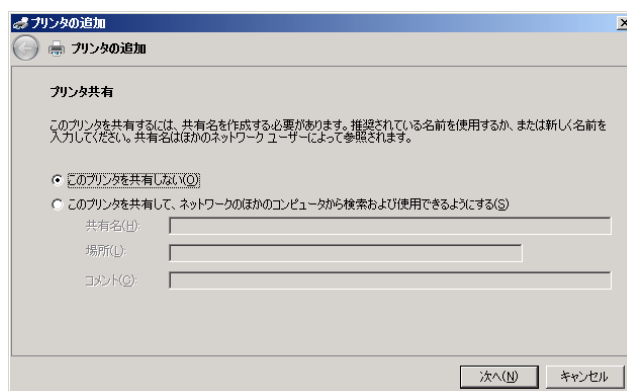 プリンタの追加
プリンタの追加
プリンタ共有
このプリンタを共有するには、共有名を作成する必要があります。推奨されている名前を使用するか、または新しく名前を
入力してください。共有名はほかのネットワーク ユーザーによって参照されます。
このプリンタを共有しない(O)
このプリンタを共有して、ネットワークのほかのコンピュータから検索および使用できるようにする(S)
共有名(H):
場所(L):
コメント(C):
次へ(N) キャンセル